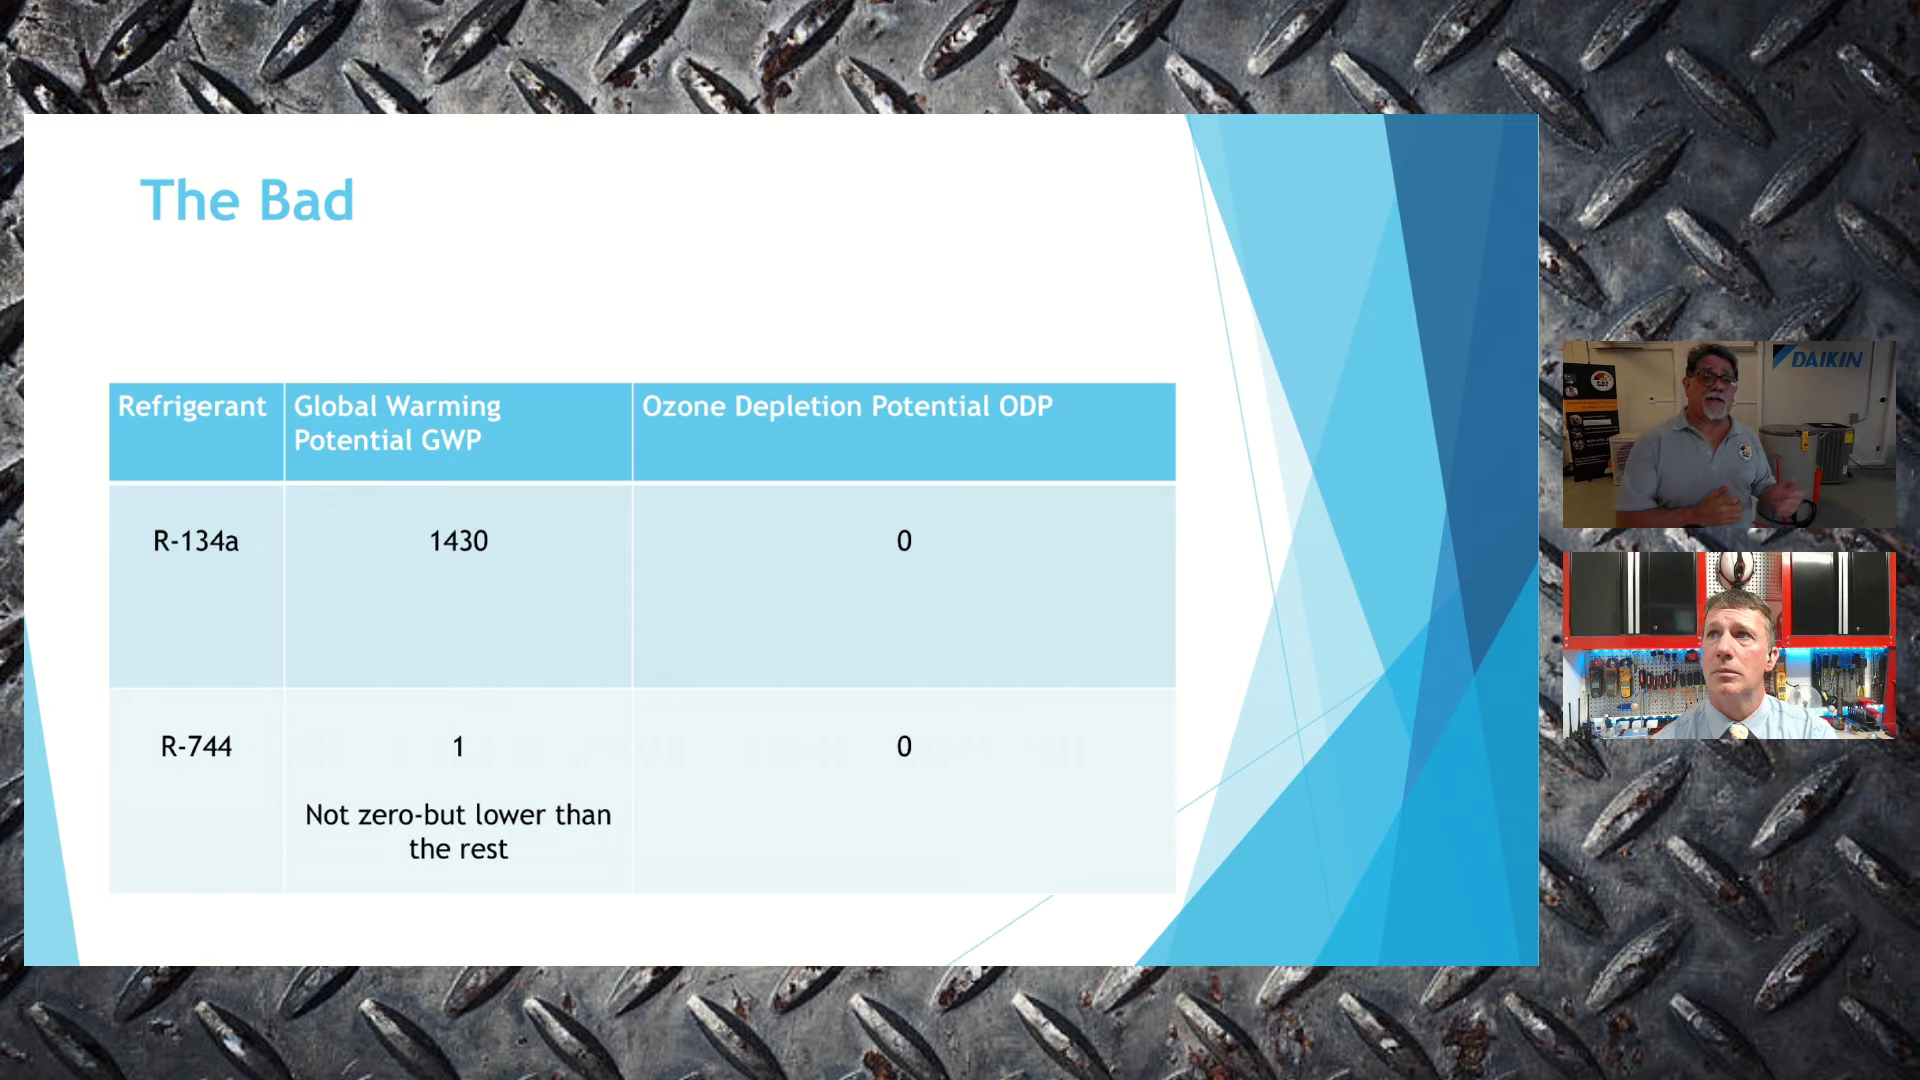 The Bad
Refrigerant
Global Warming
Potential GWP
Ozone Depletion Potential ODP
R-134a
1430
0
R-744
1
Not zero-but lower than
the rest
0
DAIKIN